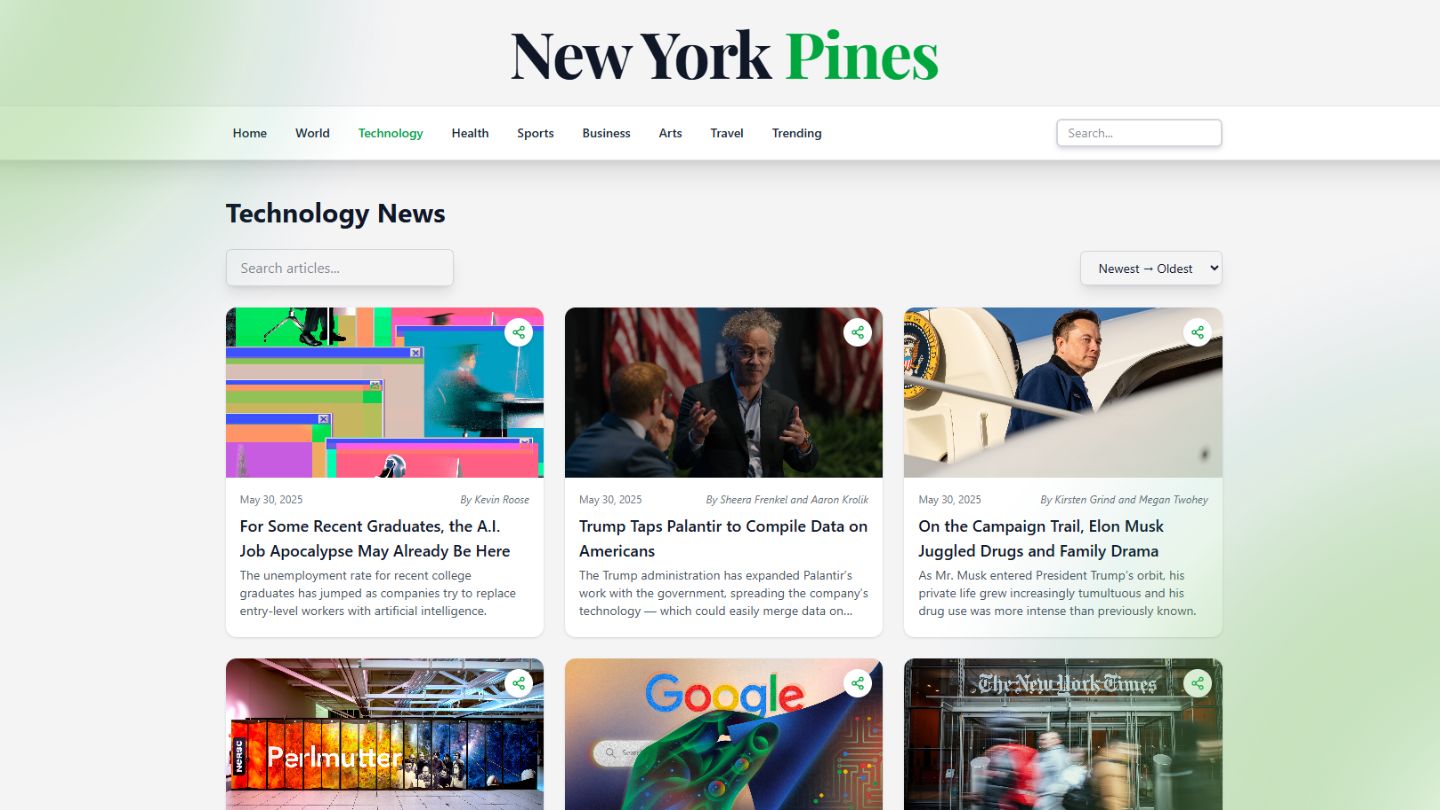 New York Pines
Home World Technology Health Sports Business Arts Travel Trending
Search...
Technology News
Search articles...
Newest → Oldest
May 30, 2025
By Kevin Roose
For Some Recent Graduates, the A.I.
Job Apocalypse May Already Be Here
The unemployment rate for recent college
graduates has jumped as companies try to replace
entry-level workers with artificial intelligence.
May 30, 2025
By Sheera Frenkel and Aaron Krolik
Trump Taps Palantir to Compile Data on
Americans
The Trump administration has expanded Palantir's
work with the government, spreading the company's
technology — which could easily merge data on...
May 30, 2025
By Kirsten Grind and Megan Twohey
On the Campaign Trail, Elon Musk
Juggled Drugs and Family Drama
As Mr. Musk entered President Trump's orbit, his
private life grew increasingly tumultuous and his
drug use was more intense than previously known.
NERSC
Perlmutter
Google
The New York Times